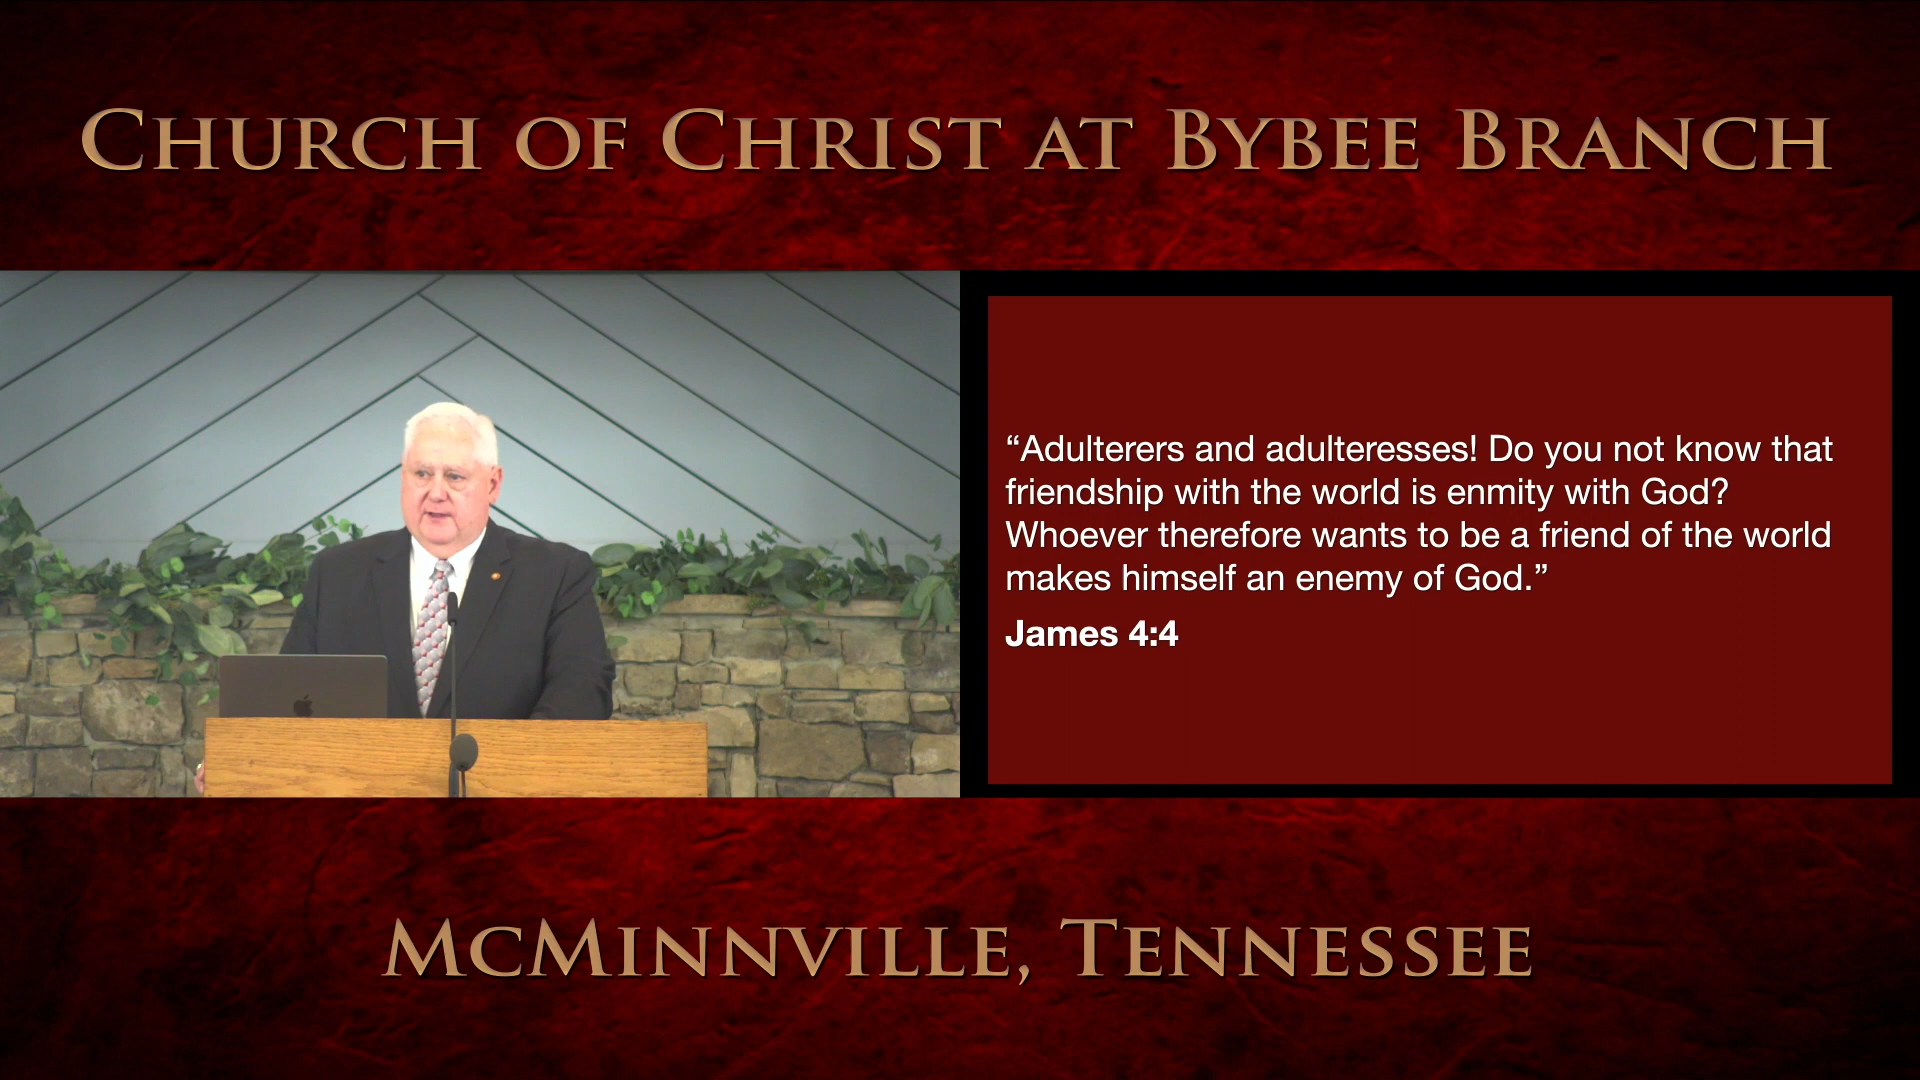 Church of Christ at Bybee Branch
“Adulterers and adulteresses! Do you not know that
friendship with the world is enmity with God?
Whoever therefore wants to be a friend of the world
makes himself an enemy of God.”
James 4:4
McMinnville, Tennessee